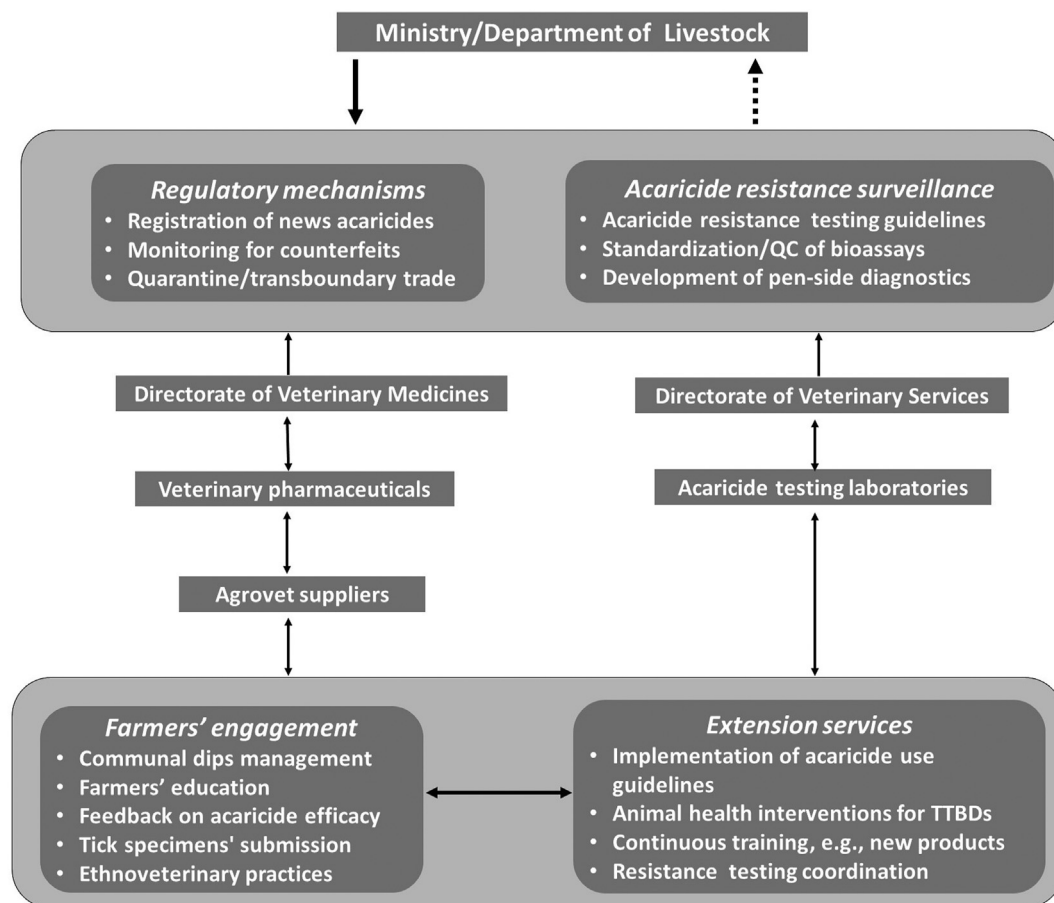 Ministry/Department of Livestock
Regulatory mechanisms
• Registration of news acaricides
• Monitoring for counterfeits
• Quarantine/transboundary trade
Acaricide resistance surveillance
• Acaricide resistance testing guidelines
• Standardization/QC of bioassays
• Development of pen-side diagnostics
Directorate of Veterinary Medicines
Directorate of Veterinary Services
Veterinary pharmaceuticals
Acaricide testing laboratories
Agrovet suppliers
Farmers' engagement
• Communal dips management
• Farmers' education
• Feedback on acaricide efficacy
• Tick specimens' submission
• Ethnoveterinary practices
Extension services
• Implementation of acaricide use
guidelines
• Animal health interventions for TTBDs
• Continuous training, e.g., new products
• Resistance testing coordination